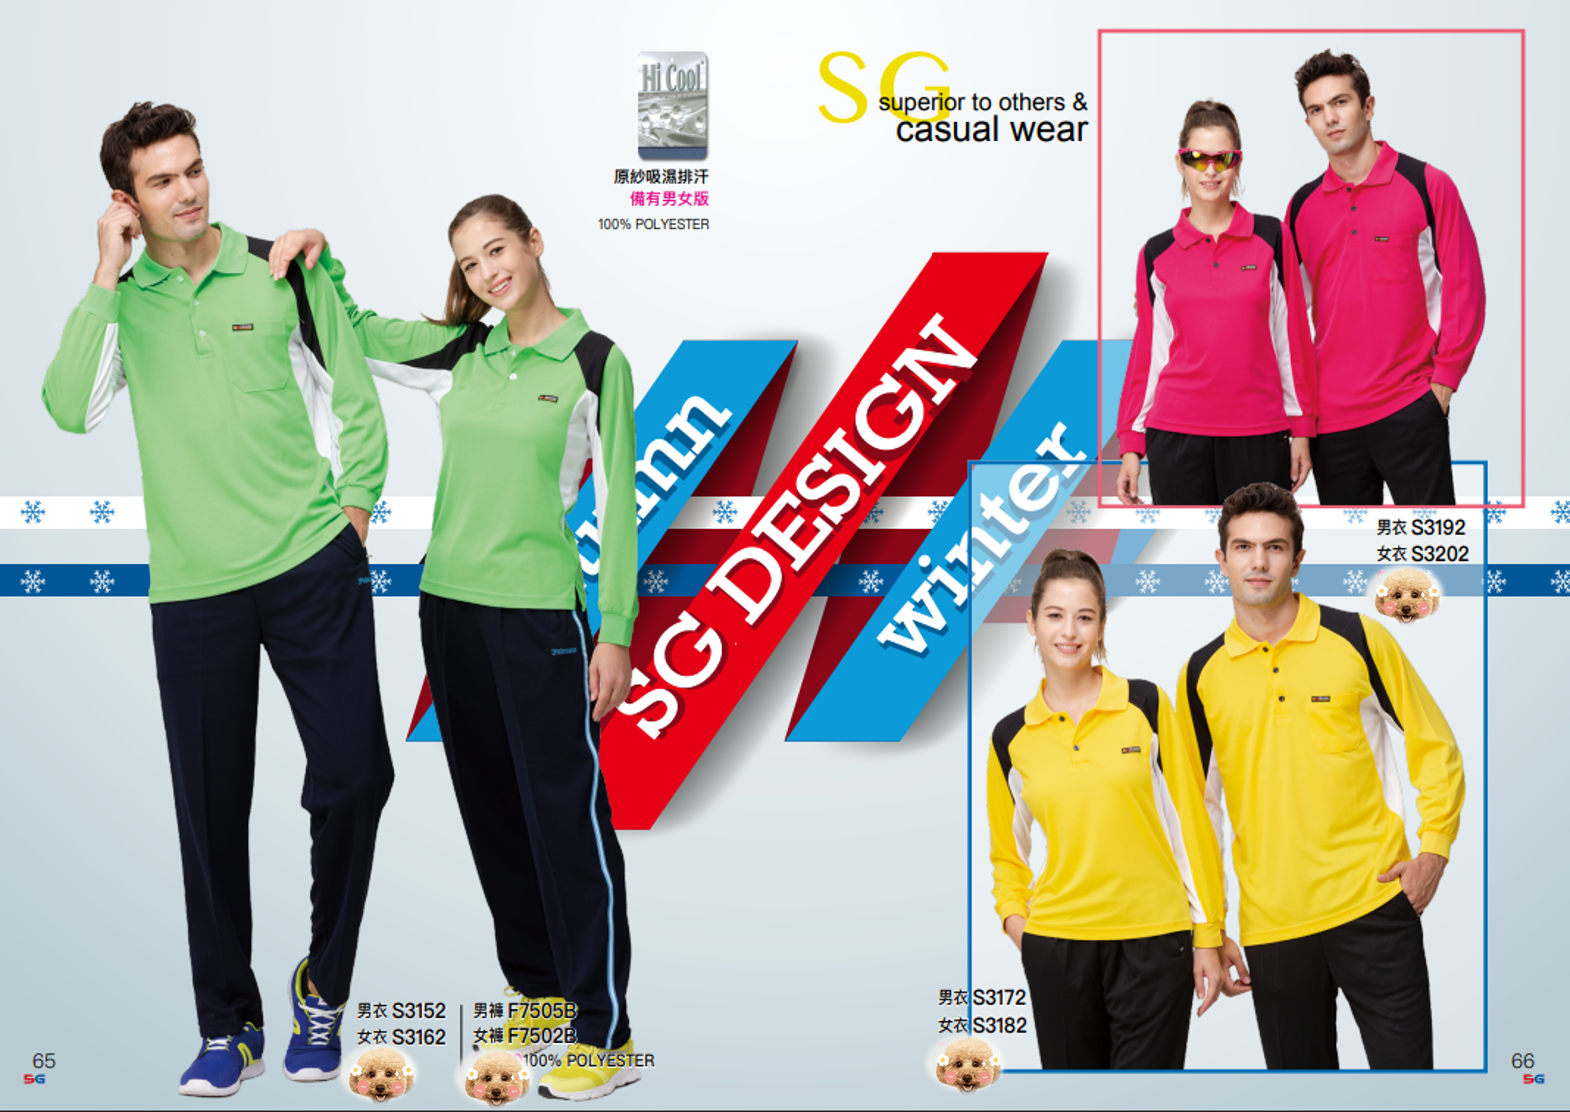 Hi Cool
原紗吸濕排汗
備有男女版
100% POLYESTER
SG
superior to others &
casual wear
umn
SG DESIGN
winter
男衣 S3192
女衣 S3202
男衣 S3172
女衣 S3182
男衣 S3152
女衣 S3162
男褲 F7505B
女褲 F7502B
100% POLYESTER
65
SG
66
SG